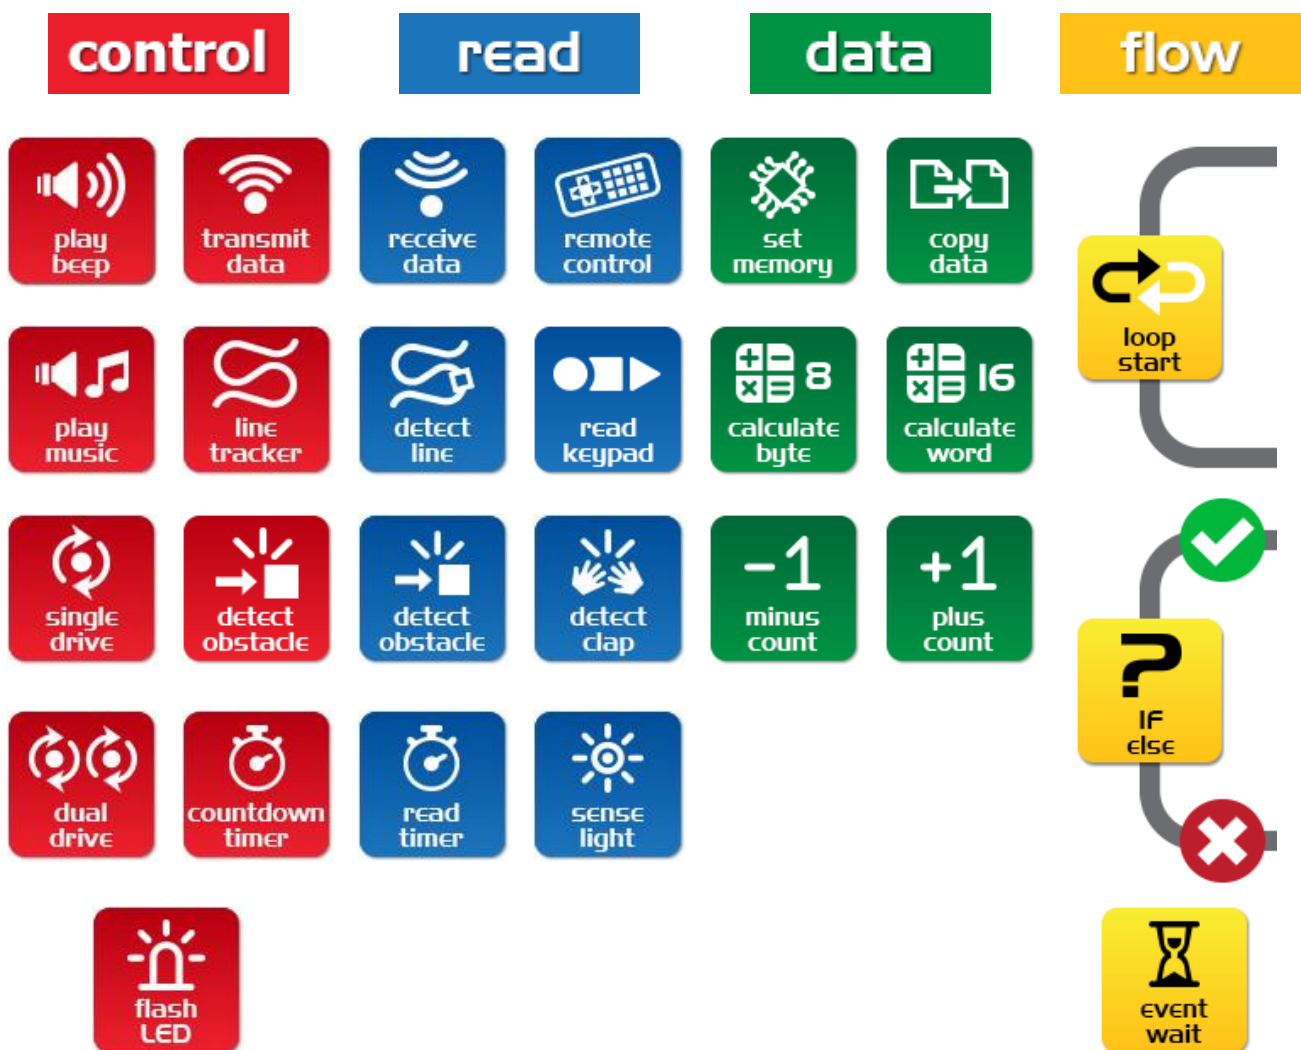 control
read
data
flow
play
beep
transmit
data
receive
data
remote
control
set
memory
copy
data
loop
start
play
music
line
tracker
detect
line
read
keypad
8
calculate
byte
16
calculate
word
single
drive
detect
obstacle
detect
obstacle
detect
clap
-1
minus
count
+1
plus
count
?
IF
else
dual
drive
countdown
timer
read
timer
sense
light
flash
LED
event
wait